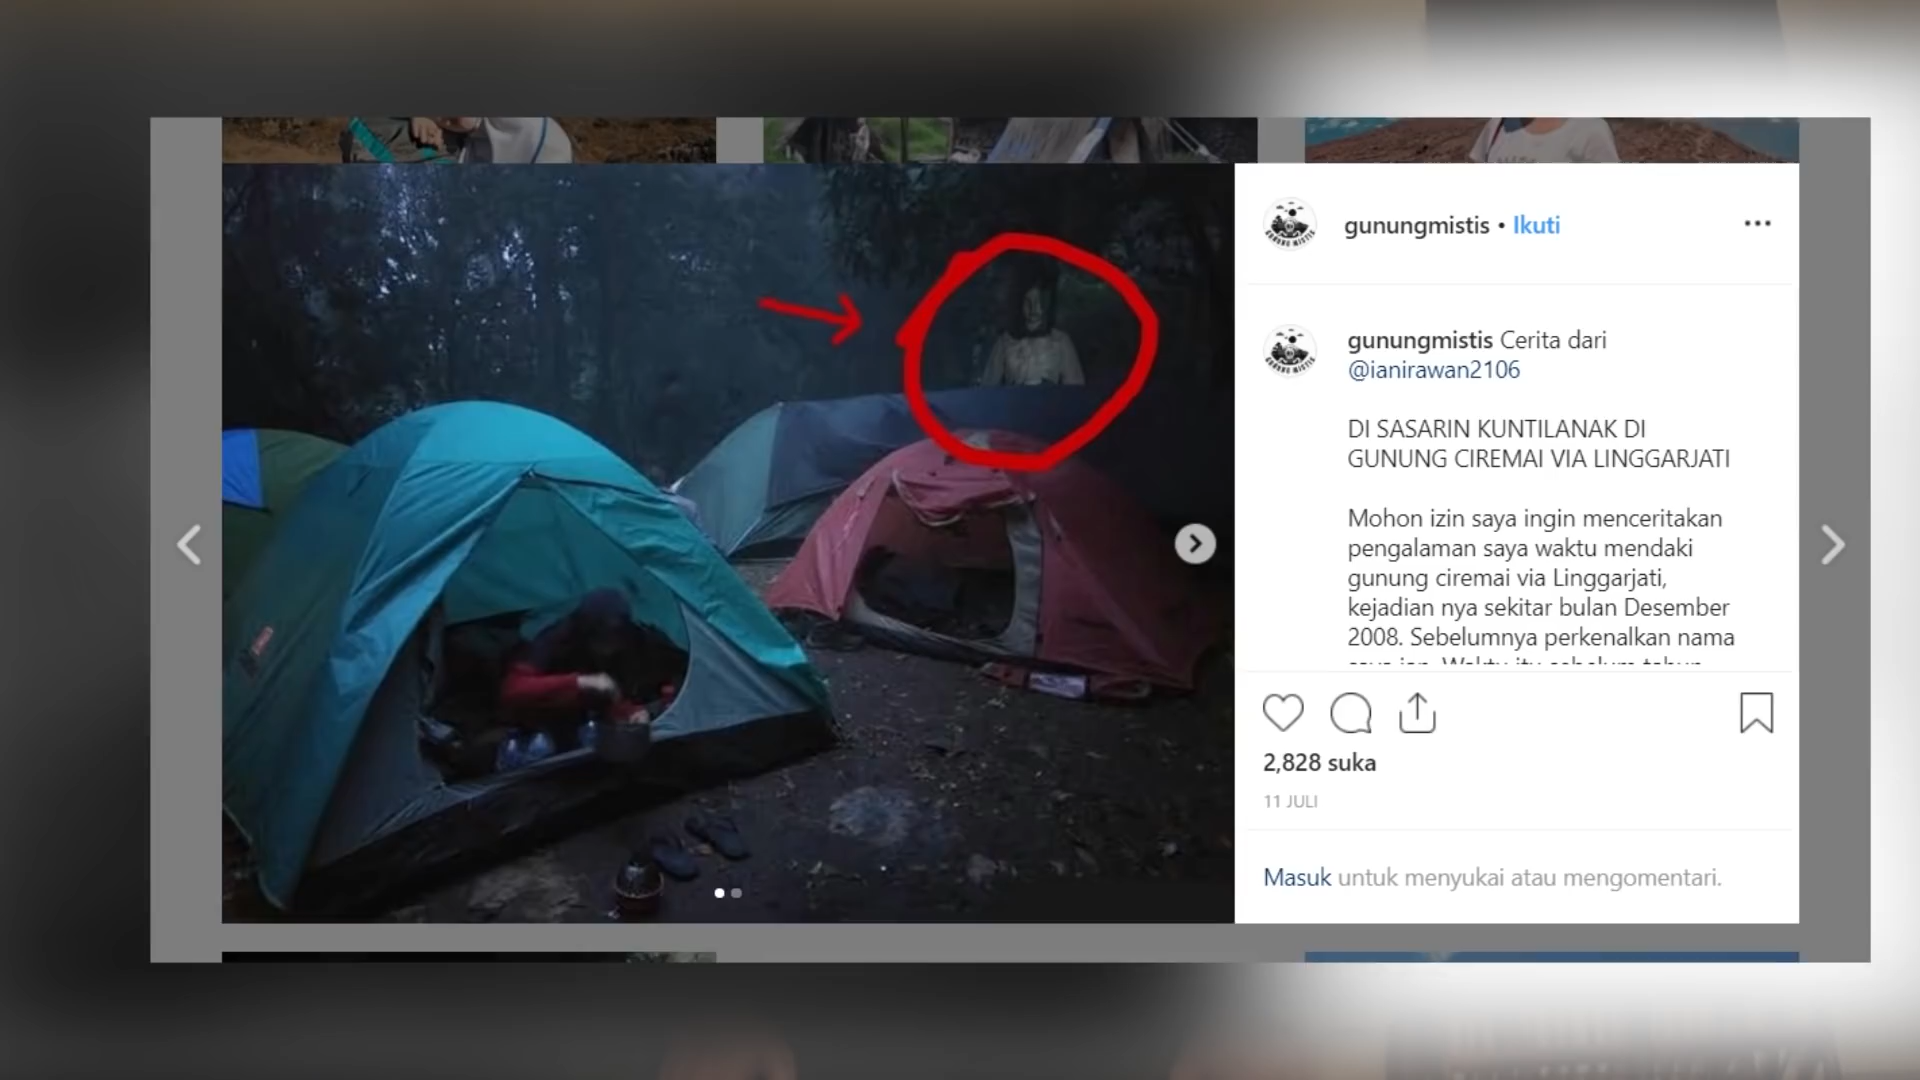 gunungmistis • Ikuti
gunungmistis Cerita dari
@ianirawan2106
DI SASARIN KUNTILANAK DI
GUNUNG CIREMAI VIA LINGGARJATI
Mohon izin saya ingin menceritakan
pengalaman saya waktu mendaki
gunung ciremai via Linggarjati,
kejadian nya sekitar bulan Desember
2008. Sebelumnya perkenalkan nama
2,828 suka
11 JULI
Masuk untuk menyukai atau mengomentari.